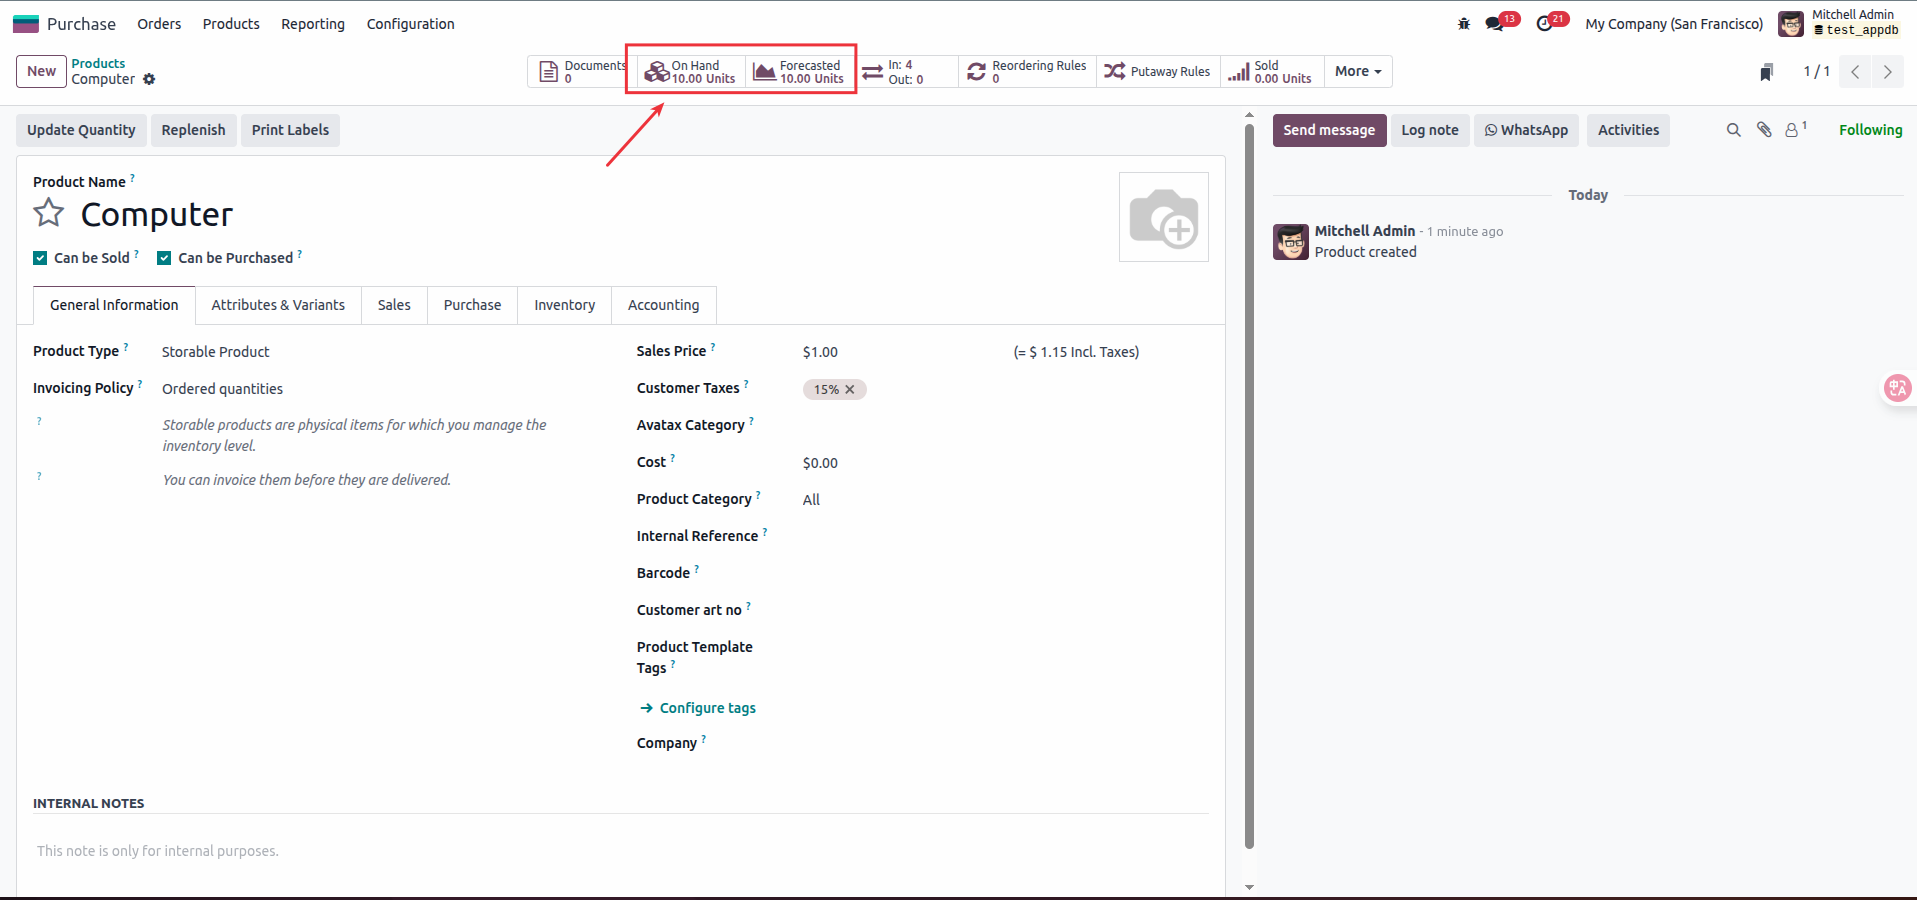 Purchase Orders Products Reporting Configuration 13 21 My Company (San Francisco) Mitchell Admin
test_appdb
New Products
Computer
Documents
0
On Hand
10.00 Units
Forecasted
10.00 Units
In: 4
Out: 0
Reordering Rules
0
Putaway Rules
Sold
0.00 Units
More
1 / 1
Update Quantity Replenish Print Labels
Send message Log note WhatsApp Activities 1 Following
Product Name ?
Computer
Can be Sold ? Can be Purchased ?
General Information Attributes & Variants Sales Purchase Inventory Accounting
Product Type ? Storable Product
Invoicing Policy ? Ordered quantities
? Storable products are physical items for which you manage the
inventory level.
? You can invoice them before they are delivered.
Sales Price ? $1.00 (= $ 1.15 Incl. Taxes)
Customer Taxes ? 15%
Avatax Category ?
Cost ? $0.00
Product Category ? All
Internal Reference ?
Barcode ?
Customer art no ?
Product Template
Tags ?
Configure tags
Company ?
INTERNAL NOTES
This note is only for internal purposes.
Today
Mitchell Admin - 1 minute ago
Product created
中A